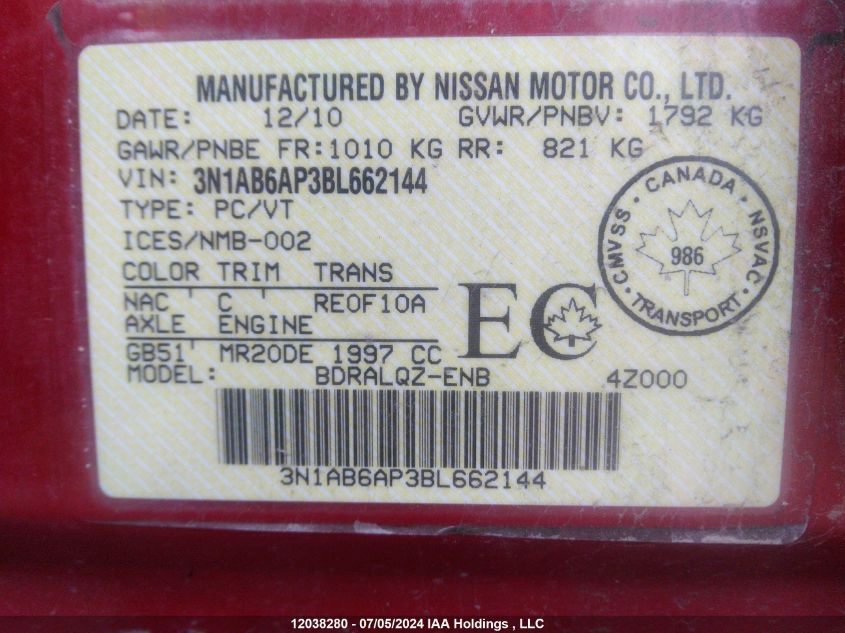 MANUFACTURED BY NISSAN MOTOR CO., LTD.
DATE: 12/10 GVWR/PNBV: 1792 KG
GAWR/PNBE FR:1010 KG RR: 821 KG
VIN: 3N1AB6AP3BL662144
TYPE: PC/VT
ICES/NMB-002
COLOR TRIM TRANS
NAC ' C ' RE0F10A
AXLE ENGINE
GB51' MR20DE 1997 CC
EC
CMVSS • CANADA • NSVAC • TRANSPORT •
986
MODEL: BDRALQZ-ENB 4Z000
3N1AB6AP3BL662144
12038280 - 07/05/2024 IAA Holdings , LLC